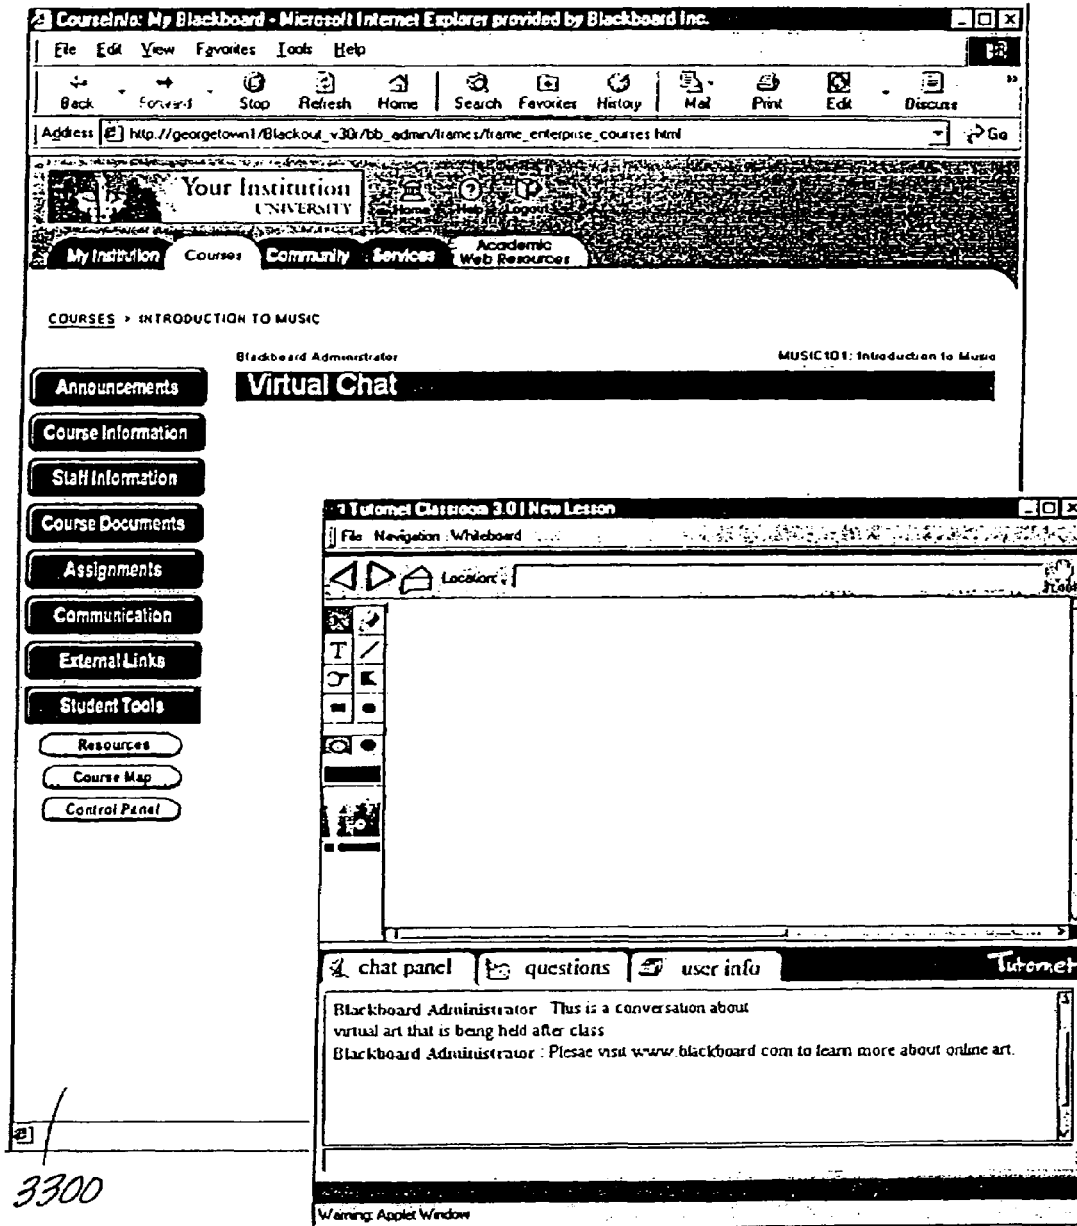 CourseInfo: My Blackboard - Microsoft Internet Explorer provided by Blackboard Inc.
File Edit View Favorites Tools Help
Back Forward Stop Refresh Home Search Favorites History Mail Print Edit Discuss
Address http://georgetown1/Blackout_v30r/bb_admin/frames/frame_enterprise_courses.html Go
Your Institution
UNIVERSITY
Home Help Logout
My Institution Courses Community Services Academic Web Resources
COURSES > INTRODUCTION TO MUSIC
Blackboard Administrator MUSIC101: Introduction to Music
Virtual Chat
Announcements
Course Information
Staff Information
Course Documents
Assignments
Communication
External Links
Student Tools
Resources
Course Map
Control Panel
Tutornet Classroom 3.0 | New Lesson
File Navigation Whiteboard
Location:
T
chat panel questions user info Tutornet
Blackboard Administrator : This is a conversation about
virtual art that is being held after class
Blackboard Administrator : Plesae visit www.blackboard.com to learn more about online art.
3300
Warning: Applet Window